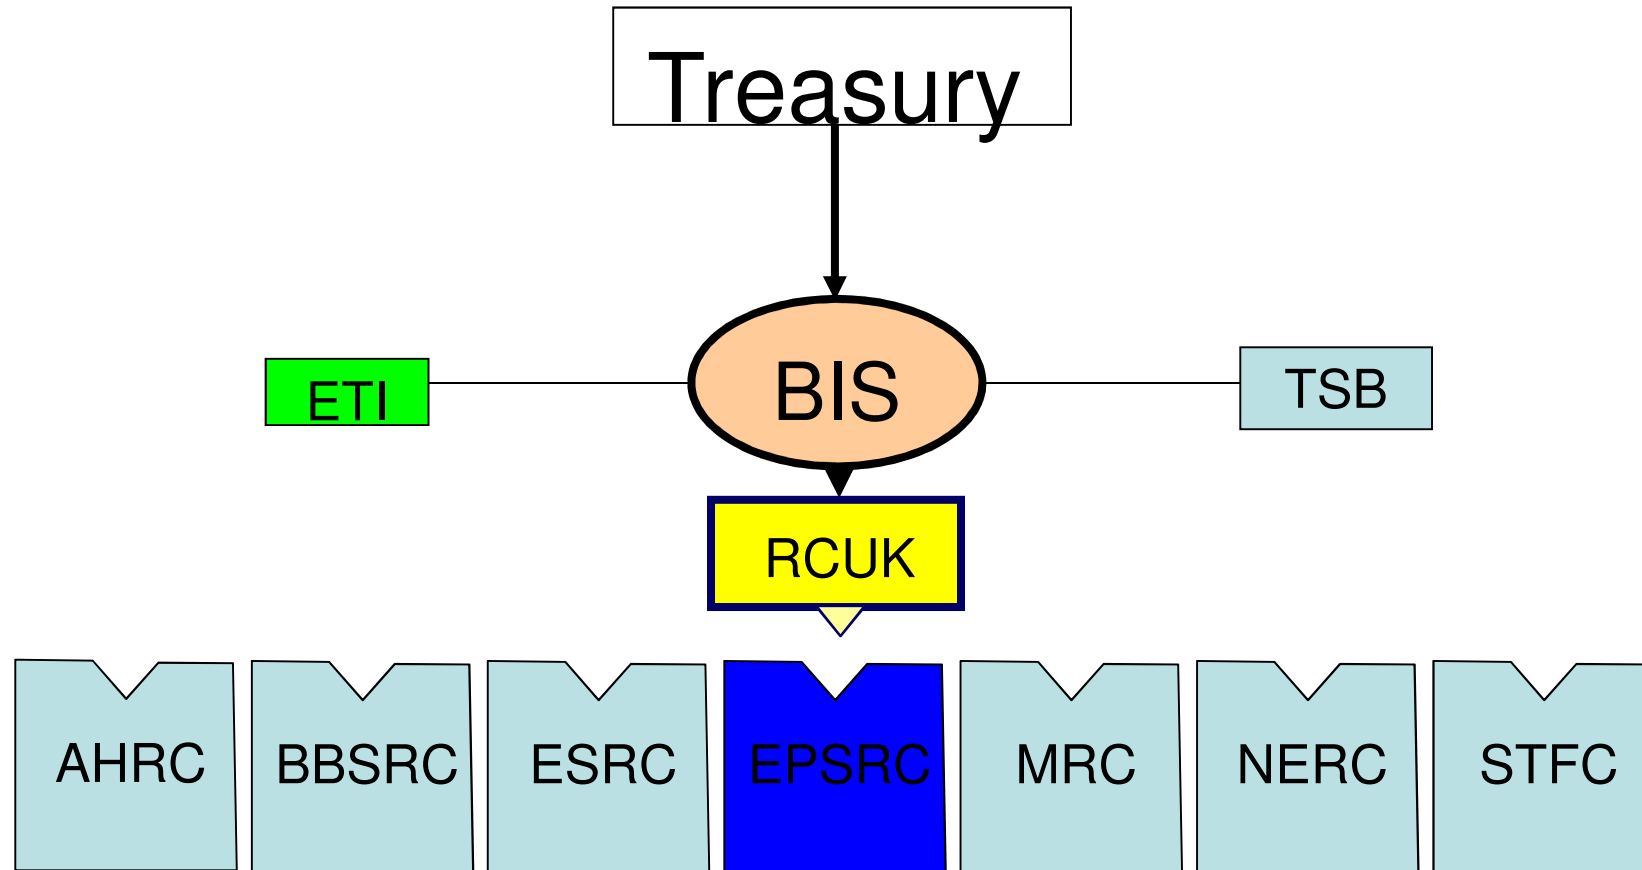 Treasury
BIS
ETI
TSB
RCUK
AHRC
BBSRC
ESRC
EPSRC
MRC
NERC
STFC